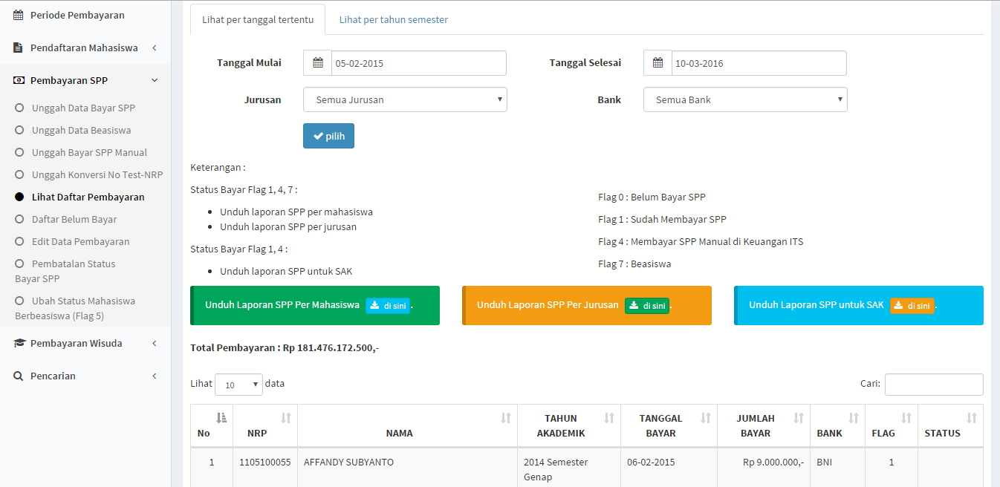 Periode Pembayaran
Pendaftaran Mahasiswa
Pembayaran SPP
Unggah Data Bayar SPP
Unggah Data Beasiswa
Unggah Bayar SPP Manual
Unggah Konversi No Test-NRP
Lihat Daftar Pembayaran
Daftar Belum Bayar
Edit Data Pembayaran
Pembatalan Status
Bayar SPP
Ubah Status Mahasiswa
Berbeasiswa (Flag 5)
Pembayaran Wisuda
Pencarian
Lihat per tanggal tertentu Lihat per tahun semester
Tanggal Mulai 05-02-2015 Tanggal Selesai 10-03-2016
Jurusan Semua Jurusan Bank Semua Bank
pilih
Keterangan :
Status Bayar Flag 1, 4, 7 :
• Unduh laporan SPP per mahasiswa
• Unduh laporan SPP per jurusan
Status Bayar Flag 1, 4 :
• Unduh laporan SPP untuk SAK
Flag 0 : Belum Bayar SPP
Flag 1 : Sudah Membayar SPP
Flag 4 : Membayar SPP Manual di Keuangan ITS
Flag 7 : Beasiswa
Unduh Laporan SPP Per Mahasiswa di sini .
Unduh Laporan SPP Per Jurusan di sini .
Unduh Laporan SPP untuk SAK di sini .
Total Pembayaran : Rp 181.476.172.500,-
Lihat 10 data Cari:
No NRP NAMA TAHUN AKADEMIK TANGGAL BAYAR JUMLAH BAYAR BANK FLAG STATUS
1 1105100055 AFFANDY SUBYANTO 2014 Semester Genap 06-02-2015 Rp 9.000.000,- BNI 1